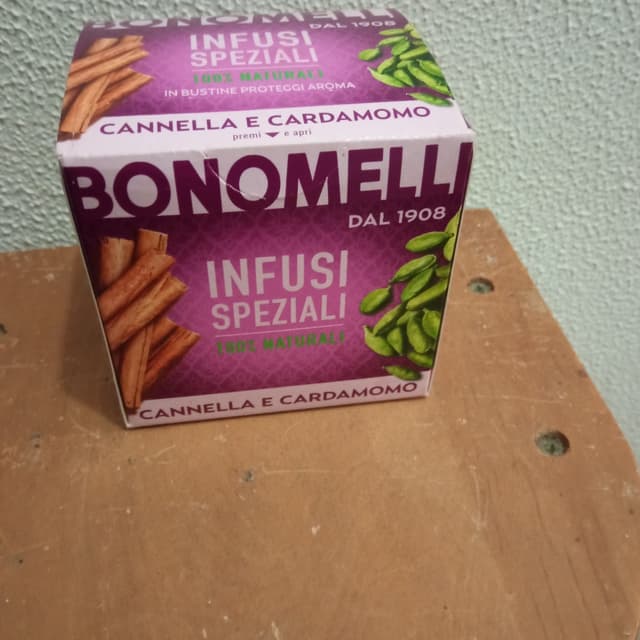 BONOMELLI
DAL 1908
INFUSI
SPEZIALI
100% NATURALI
IN BUSTINE PROTEGGI AROMA
CANNELLA E CARDAMOMO
premi e apri
BONOMELLI
DAL 1908
INFUSI
SPEZIALI
100% NATURALI
CANNELLA E CARDAMOMO